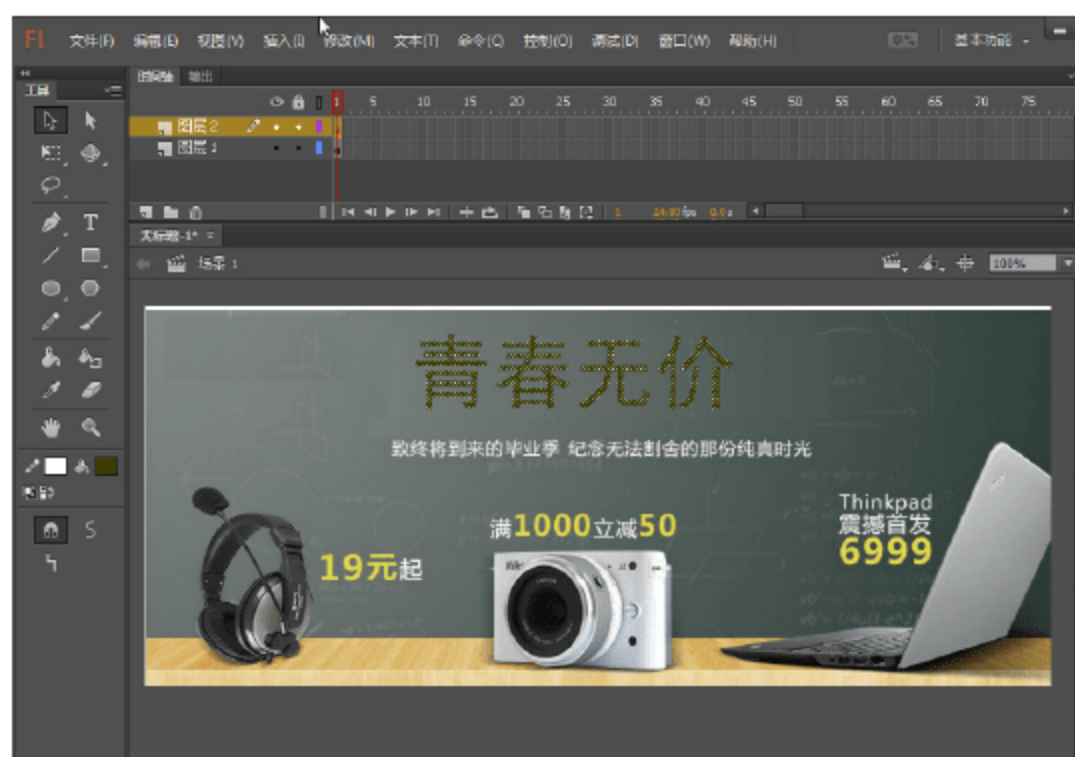 Fl 文件(F) 编辑(E) 视图(V) 插入(I) 修改(M) 文本(T) 命令(C) 控制(O) 调试(D) 窗口(W) 帮助(H) 基本功能
工具 时间轴 输出
1 5 10 15 20 25 30 35 40 45 50 55 60 65 70 75
图层 2
图层 1
1 24.00 fps 0.0 s
无标题-1*
场景 1 100%
青春无价
致终将到来的毕业季 纪念无法割舍的那份纯真时光
Thinkpad
震撼首发
6999
满1000立减50
19元起